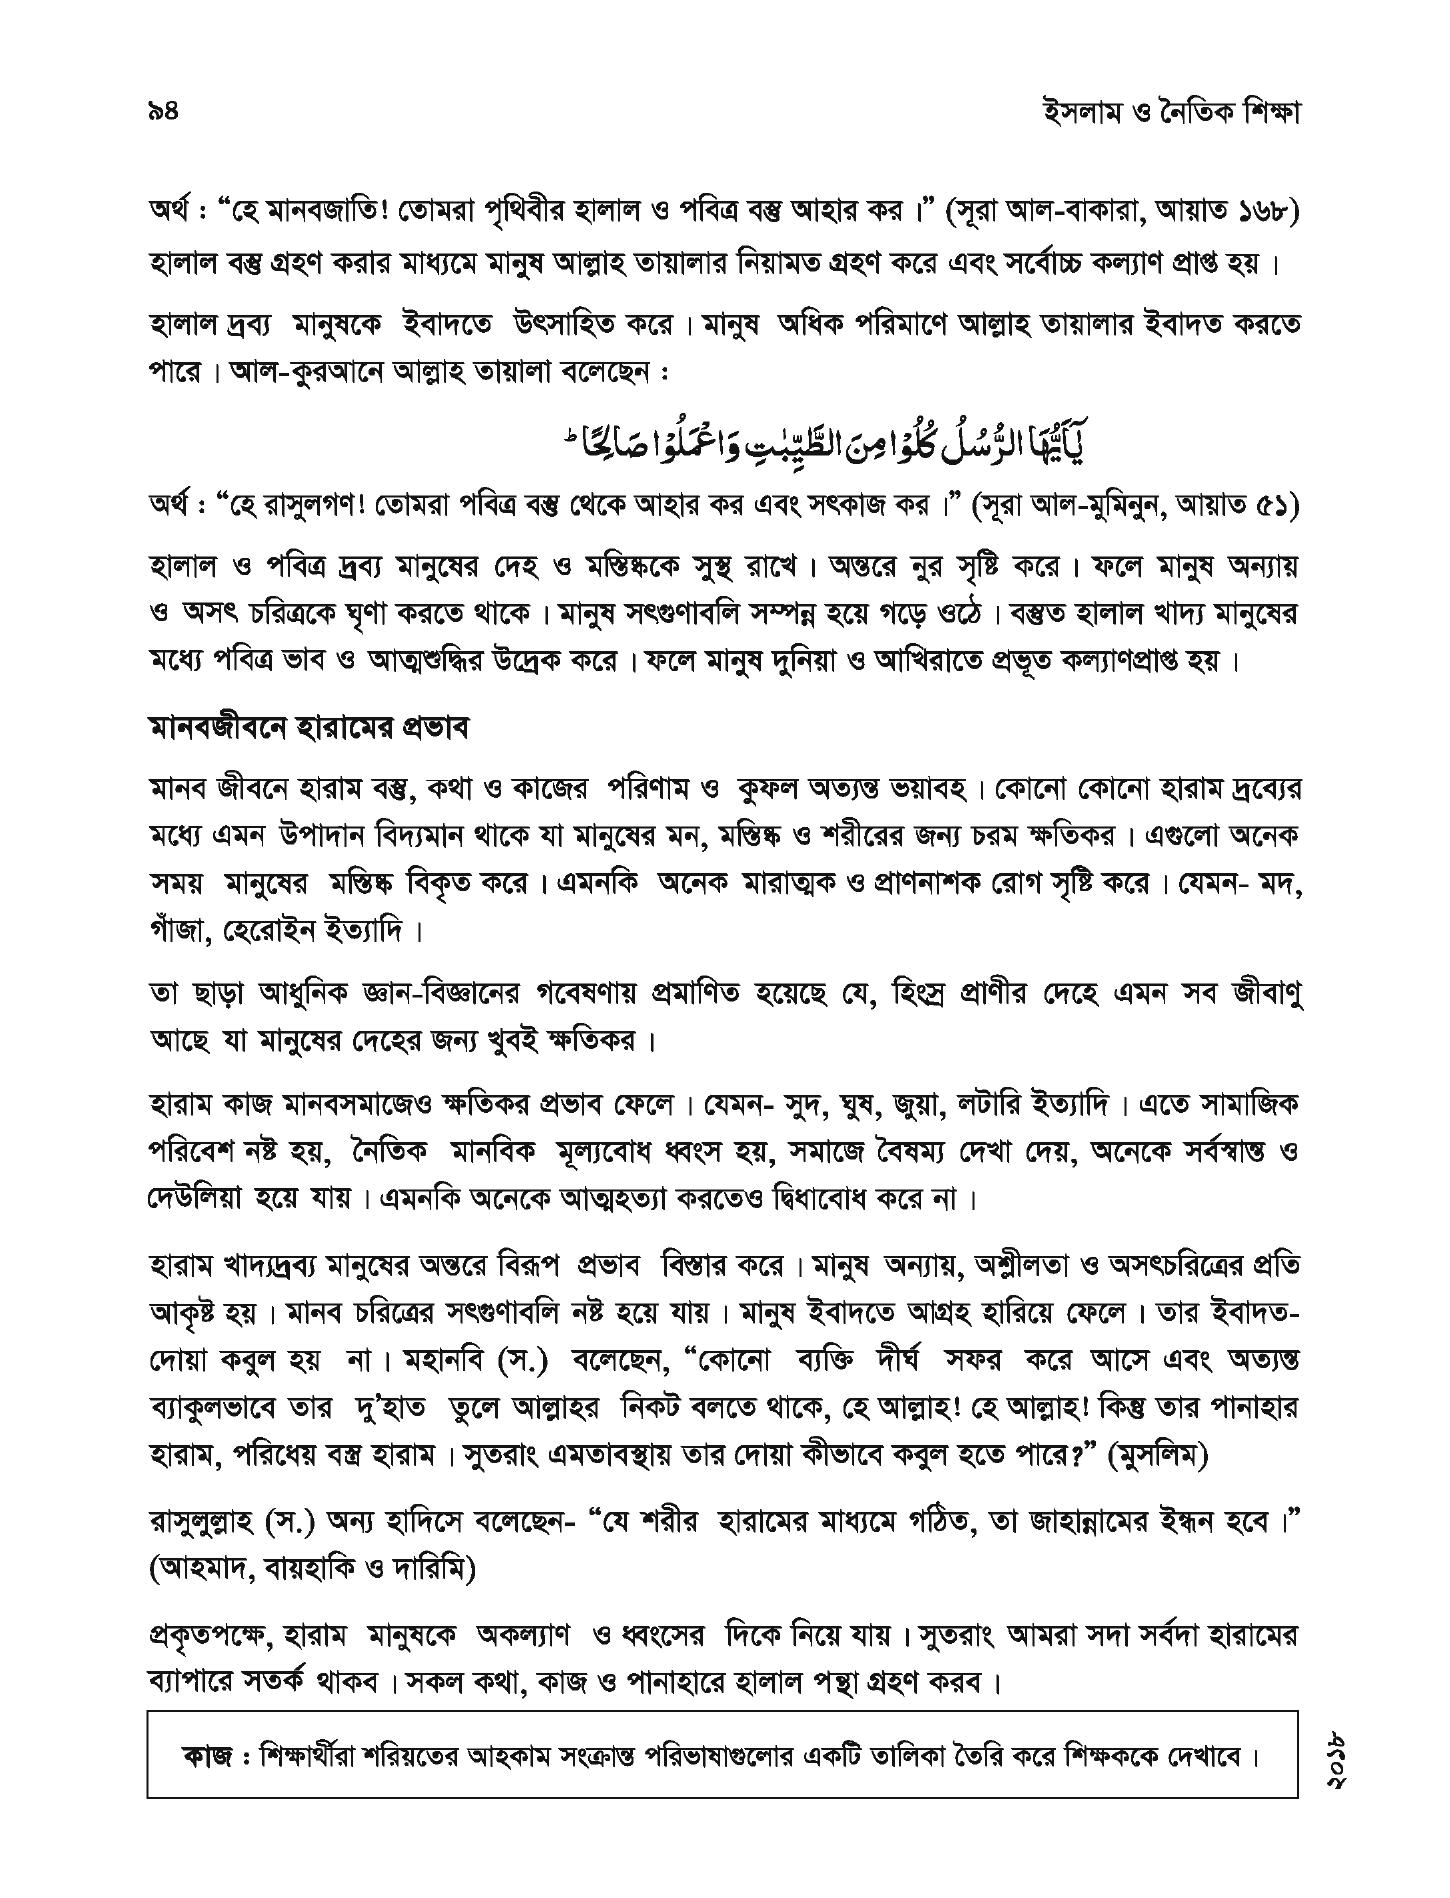 ৯৪
ইসলাম ও নৈতিক শিক্ষা
অর্থ : “হে মানবজাতি! তোমরা পৃথিবীর হালাল ও পবিত্র বস্তু আহার কর।” (সূরা আল-বাকারা, আয়াত ১৬৮)
হালাল বস্তু গ্রহণ করার মাধ্যমে মানুষ আল্লাহ তায়ালার নিয়ামত গ্রহণ করে এবং সর্বোচ্চ কল্যাণ প্রাপ্ত হয়।
হালাল দ্রব্য মানুষকে ইবাদতে উৎসাহিত করে। মানুষ অধিক পরিমাণে আল্লাহ তায়ালার ইবাদত করতে
পারে। আল-কুরআনে আল্লাহ তায়ালা বলেছেন :
يٰٓاَيُّهَا الرُّسُلُ كُلُوْا مِنَ الطَّيِّبٰتِ وَاعْمَلُوْا صَالِحًا ؕ
অর্থ : “হে রাসুলগণ! তোমরা পবিত্র বস্তু থেকে আহার কর এবং সৎকাজ কর।” (সূরা আল-মুমিনুন, আয়াত ৫১)
হালাল ও পবিত্র দ্রব্য মানুষের দেহ ও মস্তিষ্ককে সুস্থ রাখে। অন্তরে নুর সৃষ্টি করে। ফলে মানুষ অন্যায়
ও অসৎ চরিত্রকে ঘৃণা করতে থাকে। মানুষ সৎগুণাবলি সম্পন্ন হয়ে গড়ে ওঠে। বস্তুত হালাল খাদ্য মানুষের
মধ্যে পবিত্র ভাব ও আত্মশুদ্ধির উদ্রেক করে। ফলে মানুষ দুনিয়া ও আখিরাতে প্রভূত কল্যাণপ্রাপ্ত হয়।
মানবজীবনে হারামের প্রভাব
মানব জীবনে হারাম বস্তু, কথা ও কাজের পরিণাম ও কুফল অত্যন্ত ভয়াবহ। কোনো কোনো হারাম দ্রব্যের
মধ্যে এমন উপাদান বিদ্যমান থাকে যা মানুষের মন, মস্তিষ্ক ও শরীরের জন্য চরম ক্ষতিকর। এগুলো অনেক
সময় মানুষের মস্তিষ্ক বিকৃত করে। এমনকি অনেক মারাত্মক ও প্রাণনাশক রোগ সৃষ্টি করে। যেমন- মদ,
গাঁজা, হেরোইন ইত্যাদি।
তা ছাড়া আধুনিক জ্ঞান-বিজ্ঞানের গবেষণায় প্রমাণিত হয়েছে যে, হিংস্র প্রাণীর দেহে এমন সব জীবাণু
আছে যা মানুষের দেহের জন্য খুবই ক্ষতিকর।
হারাম কাজ মানবসমাজেও ক্ষতিকর প্রভাব ফেলে। যেমন- সুদ, ঘুষ, জুয়া, লটারি ইত্যাদি। এতে সামাজিক
পরিবেশ নষ্ট হয়, নৈতিক মানবিক মূল্যবোধ ধ্বংস হয়, সমাজে বৈষম্য দেখা দেয়, অনেকে সর্বস্বান্ত ও
দেউলিয়া হয়ে যায়। এমনকি অনেকে আত্মহত্যা করতেও দ্বিধাবোধ করে না।
হারাম খাদ্যদ্রব্য মানুষের অন্তরে বিরূপ প্রভাব বিস্তার করে। মানুষ অন্যায়, অশ্লীলতা ও অসৎচরিত্রের প্রতি
আকৃষ্ট হয়। মানব চরিত্রের সৎগুণাবলি নষ্ট হয়ে যায়। মানুষ ইবাদতে আগ্রহ হারিয়ে ফেলে। তার ইবাদত-
দোয়া কবুল হয় না। মহানবি (স.) বলেছেন, “কোনো ব্যক্তি দীর্ঘ সফর করে আসে এবং অত্যন্ত
ব্যাকুলভাবে তার দু’হাত তুলে আল্লাহর নিকট বলতে থাকে, হে আল্লাহ! হে আল্লাহ! কিন্তু তার পানাহার
হারাম, পরিধেয় বস্ত্র হারাম। সুতরাং এমতাবস্থায় তার দোয়া কীভাবে কবুল হতে পারে?” (মুসলিম)
রাসুলুল্লাহ (স.) অন্য হাদিসে বলেছেন- “যে শরীর হারামের মাধ্যমে গঠিত, তা জাহান্নামের ইন্ধন হবে।”
(আহমাদ, বায়হাকি ও দারিমি)
প্রকৃতপক্ষে, হারাম মানুষকে অকল্যাণ ও ধ্বংসের দিকে নিয়ে যায়। সুতরাং আমরা সদা সর্বদা হারামের
ব্যাপারে সতর্ক থাকব। সকল কথা, কাজ ও পানাহারে হালাল পন্থা গ্রহণ করব।
কাজ : শিক্ষার্থীরা শরিয়তের আহকাম সংক্রান্ত পরিভাষাগুলোর একটি তালিকা তৈরি করে শিক্ষককে দেখাবে।
২০১৮